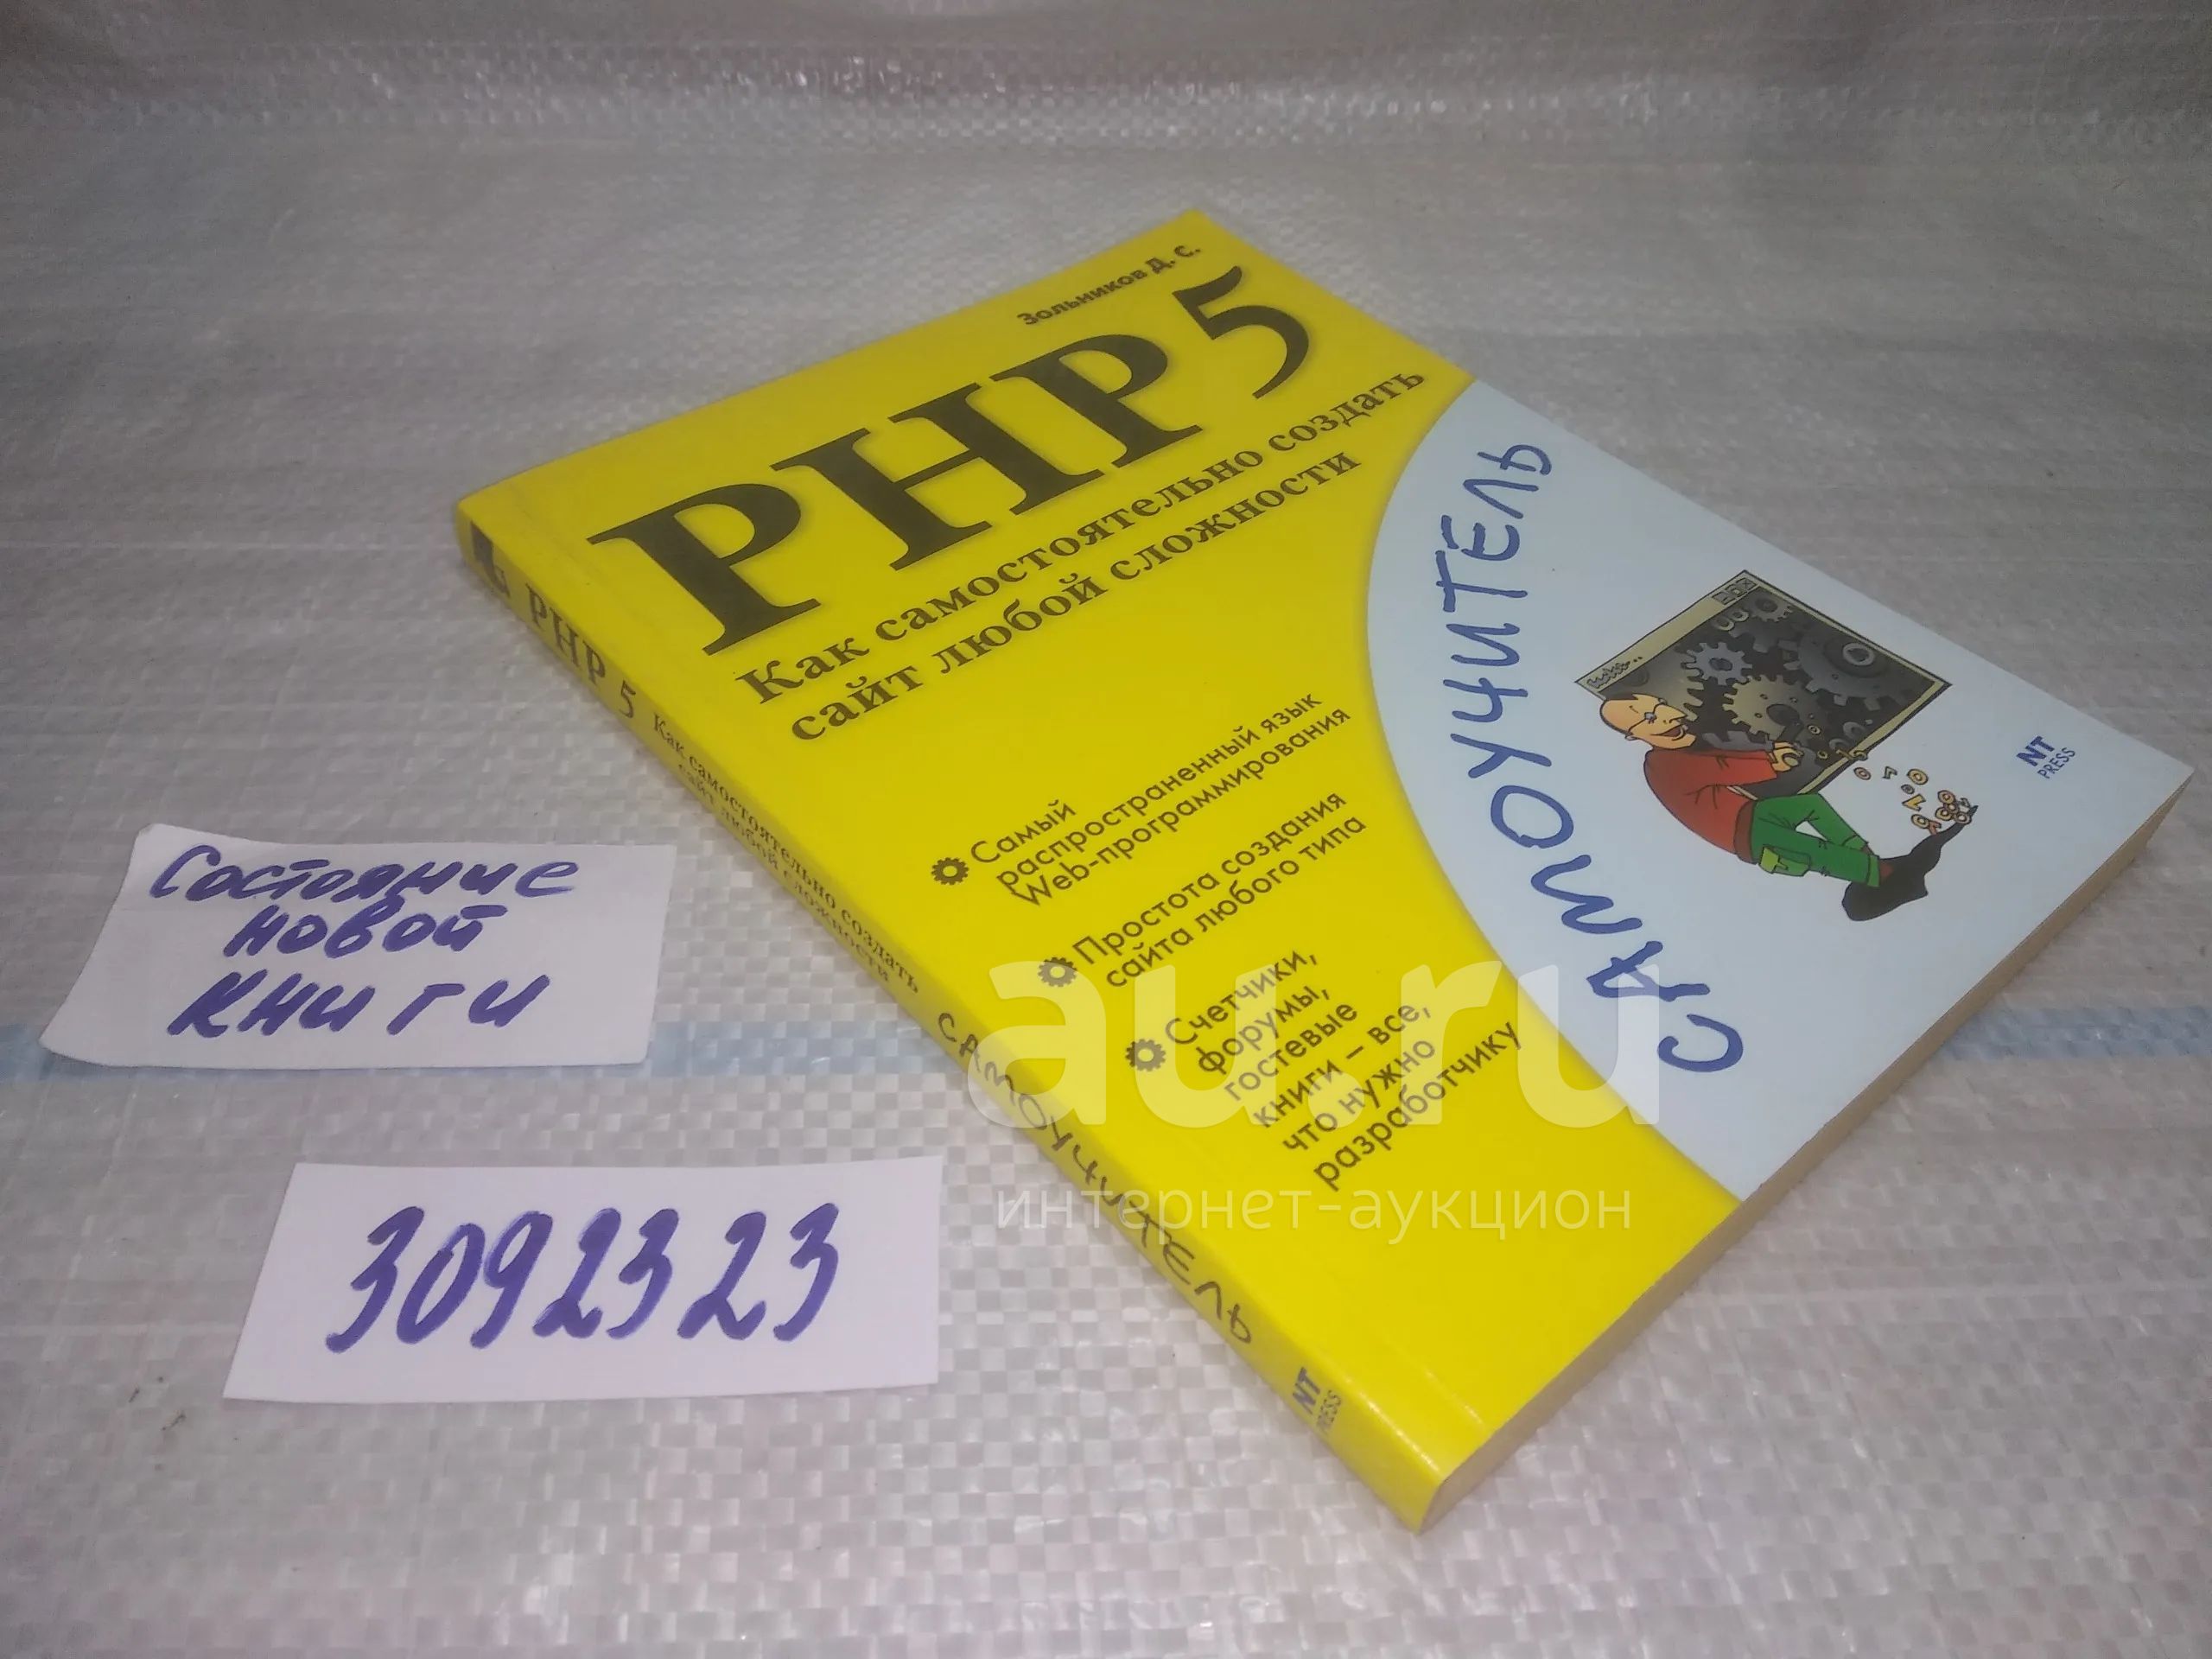 Зольников Д. С.
PHP 5
Как самостоятельно создать
сайт любой сложности
Самый
распространенный язык
Web-программирования
Простота создания
сайта любого типа
Счетчики,
форумы,
гостевые
книги – все,
что нужно
разработчику
САМОУЧИТЕЛЬ
NT
PRESS
PHP 5
Как самостоятельно создать
сайт любой сложности
САМОУЧИТЕЛЬ
NT
PRESS
Состояние
новой
книги
3092323
au.ru
интернет-аукцион